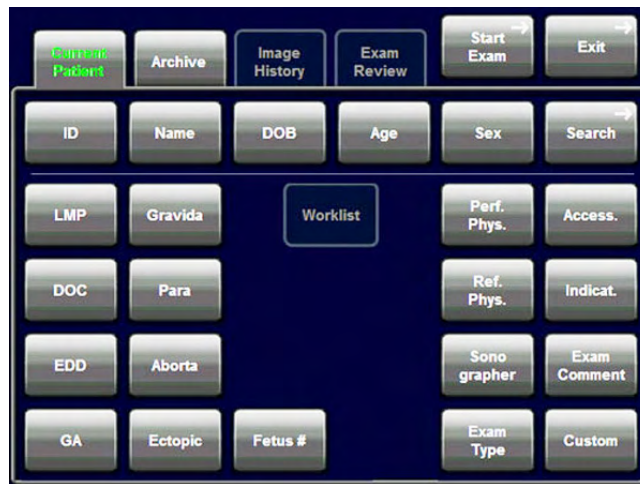 Current
Patient
Archive
Image
History
Exam
Review
Start
Exam
Exit
ID
Name
DOB
Age
Sex
Search
LMP
Gravida
Worklist
Perf.
Phys.
Access.
DOC
Para
Ref.
Phys.
Indicat.
EDD
Aborta
Sono
grapher
Exam
Comment
GA
Ectopic
Fetus #
Exam
Type
Custom